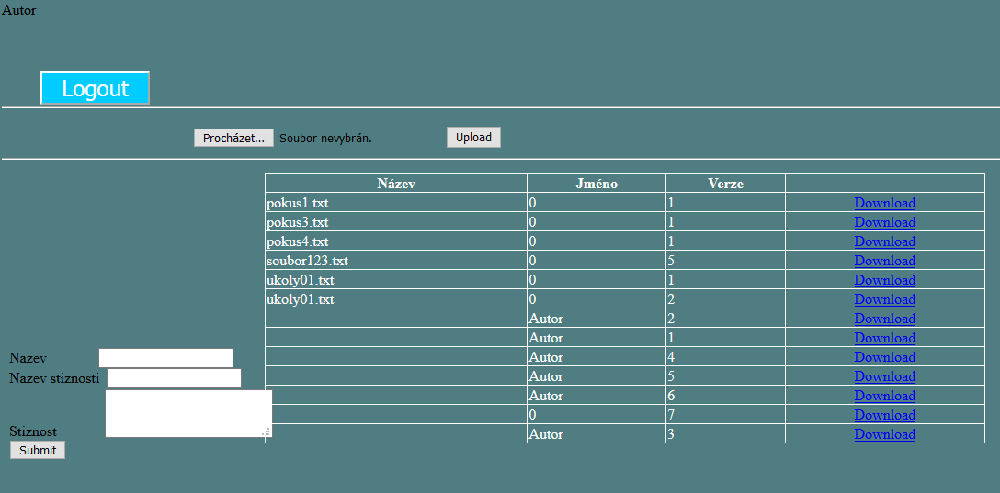 Autor
Logout
Procházet... Soubor nevybrán. Upload
Název Jméno Verze
pokus1.txt 0 1 Download
pokus3.txt 0 1 Download
pokus4.txt 0 1 Download
soubor123.txt 0 5 Download
ukoly01.txt 0 1 Download
ukoly01.txt 0 2 Download
Autor 2 Download
Autor 1 Download
Autor 4 Download
Autor 5 Download
Autor 6 Download
0 7 Download
Autor 3 Download
Nazev
Nazev stiznosti
Stiznost
Submit